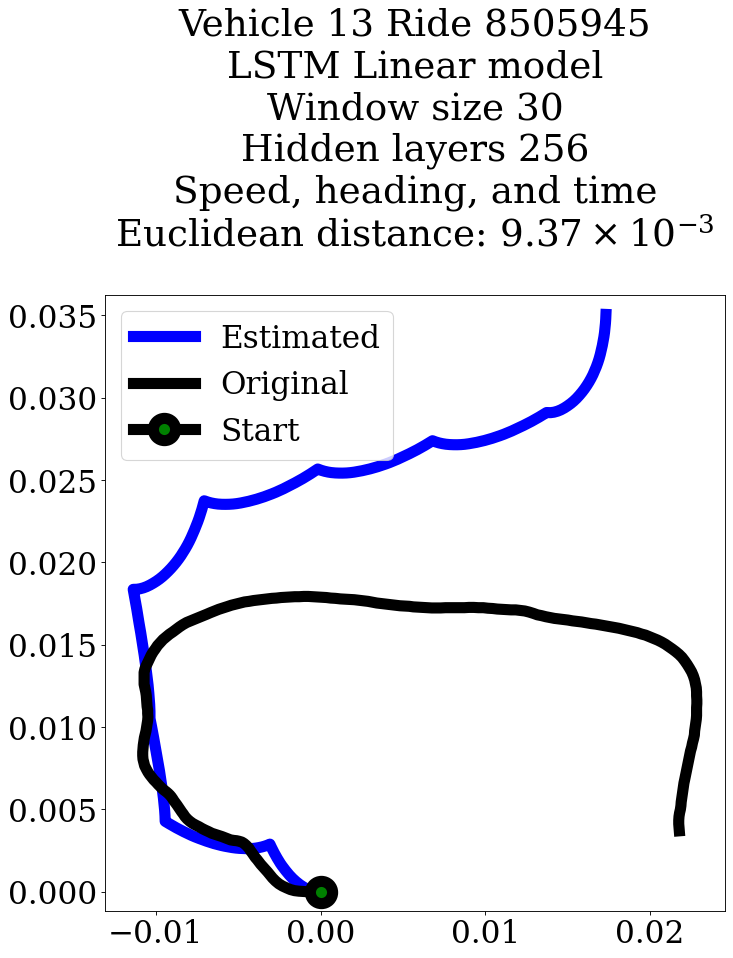 Vehicle 13 Ride 8505945
LSTM Linear model
Window size 30
Hidden layers 256
Speed, heading, and time
Euclidean distance: 9.37 × 10⁻³
0.035
0.030
0.025
0.020
0.015
0.010
0.005
0.000
Estimated
Original
Start
−0.01
0.00
0.01
0.02